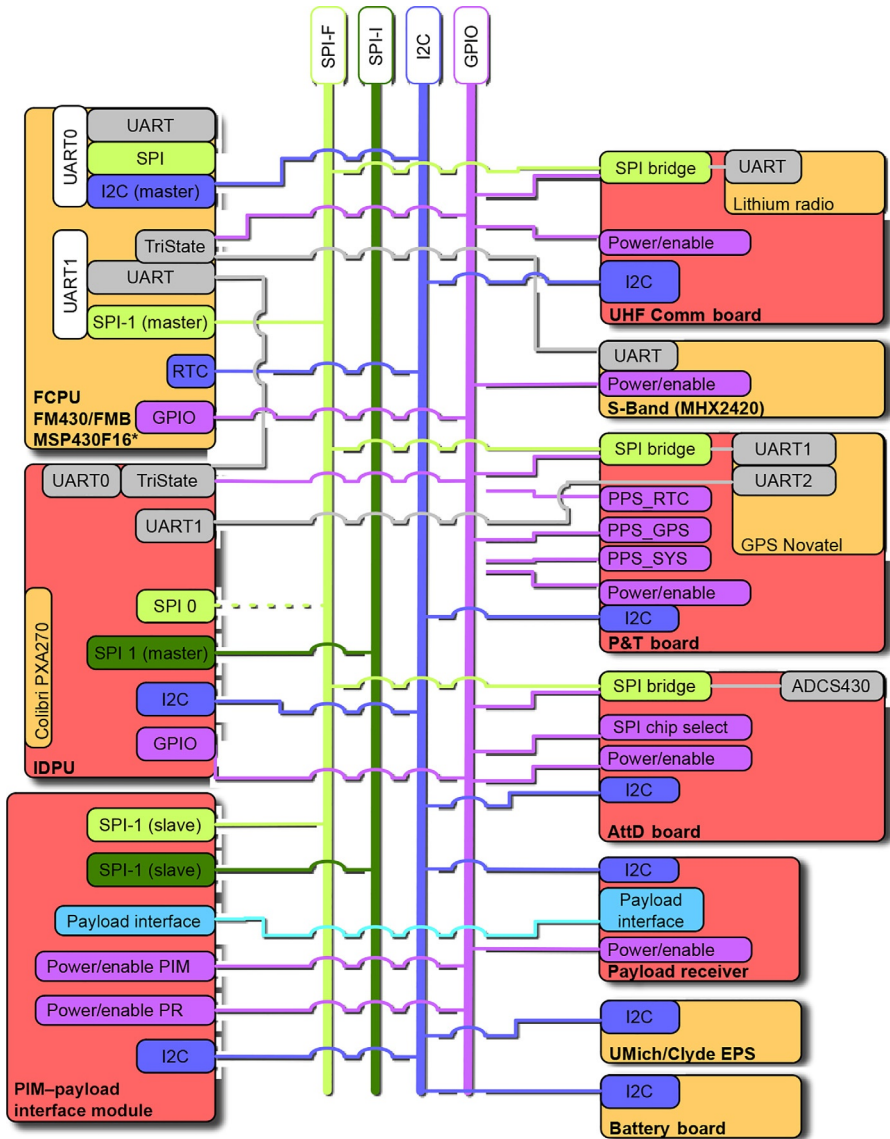 SPI-F
SPI-I
I2C
GPIO
UART0
UART
SPI
I2C (master)
TriState
UART1
UART
SPI-1 (master)
RTC
FCPU
FM430/FMB
MSP430F16*
GPIO
UART0
TriState
UART1
SPI 0
Colibri PXA270
SPI 1 (master)
I2C
GPIO
IDPU
SPI-1 (slave)
SPI-1 (slave)
Payload interface
Power/enable PIM
Power/enable PR
I2C
PIM–payload
interface module
SPI bridge
UART
Lithium radio
Power/enable
I2C
UHF Comm board
UART
Power/enable
S-Band (MHX2420)
SPI bridge
UART1
UART2
PPS_RTC
PPS_GPS
GPS Novatel
PPS_SYS
Power/enable
I2C
P&T board
SPI bridge
ADCS430
SPI chip select
Power/enable
I2C
AttD board
I2C
Payload
interface
Power/enable
Payload receiver
I2C
UMich/Clyde EPS
I2C
Battery board